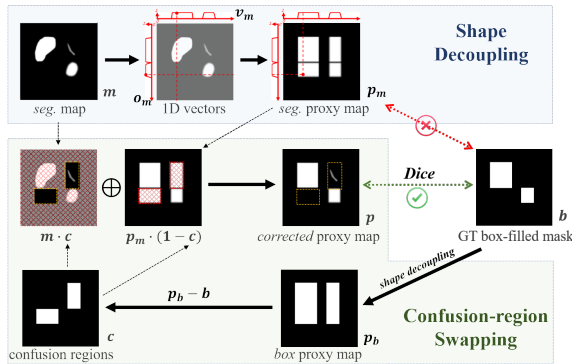 v_m
Shape
Decoupling
o_m
p_m
seg. map m
1D vectors
seg. proxy map
Dice
m · c
⊕
p_m · (1 − c)
corrected proxy map
p
b
GT box-filled mask
shape decoupling
p_b − b
c
confusion regions
box proxy map
p_b
Confusion-region
Swapping